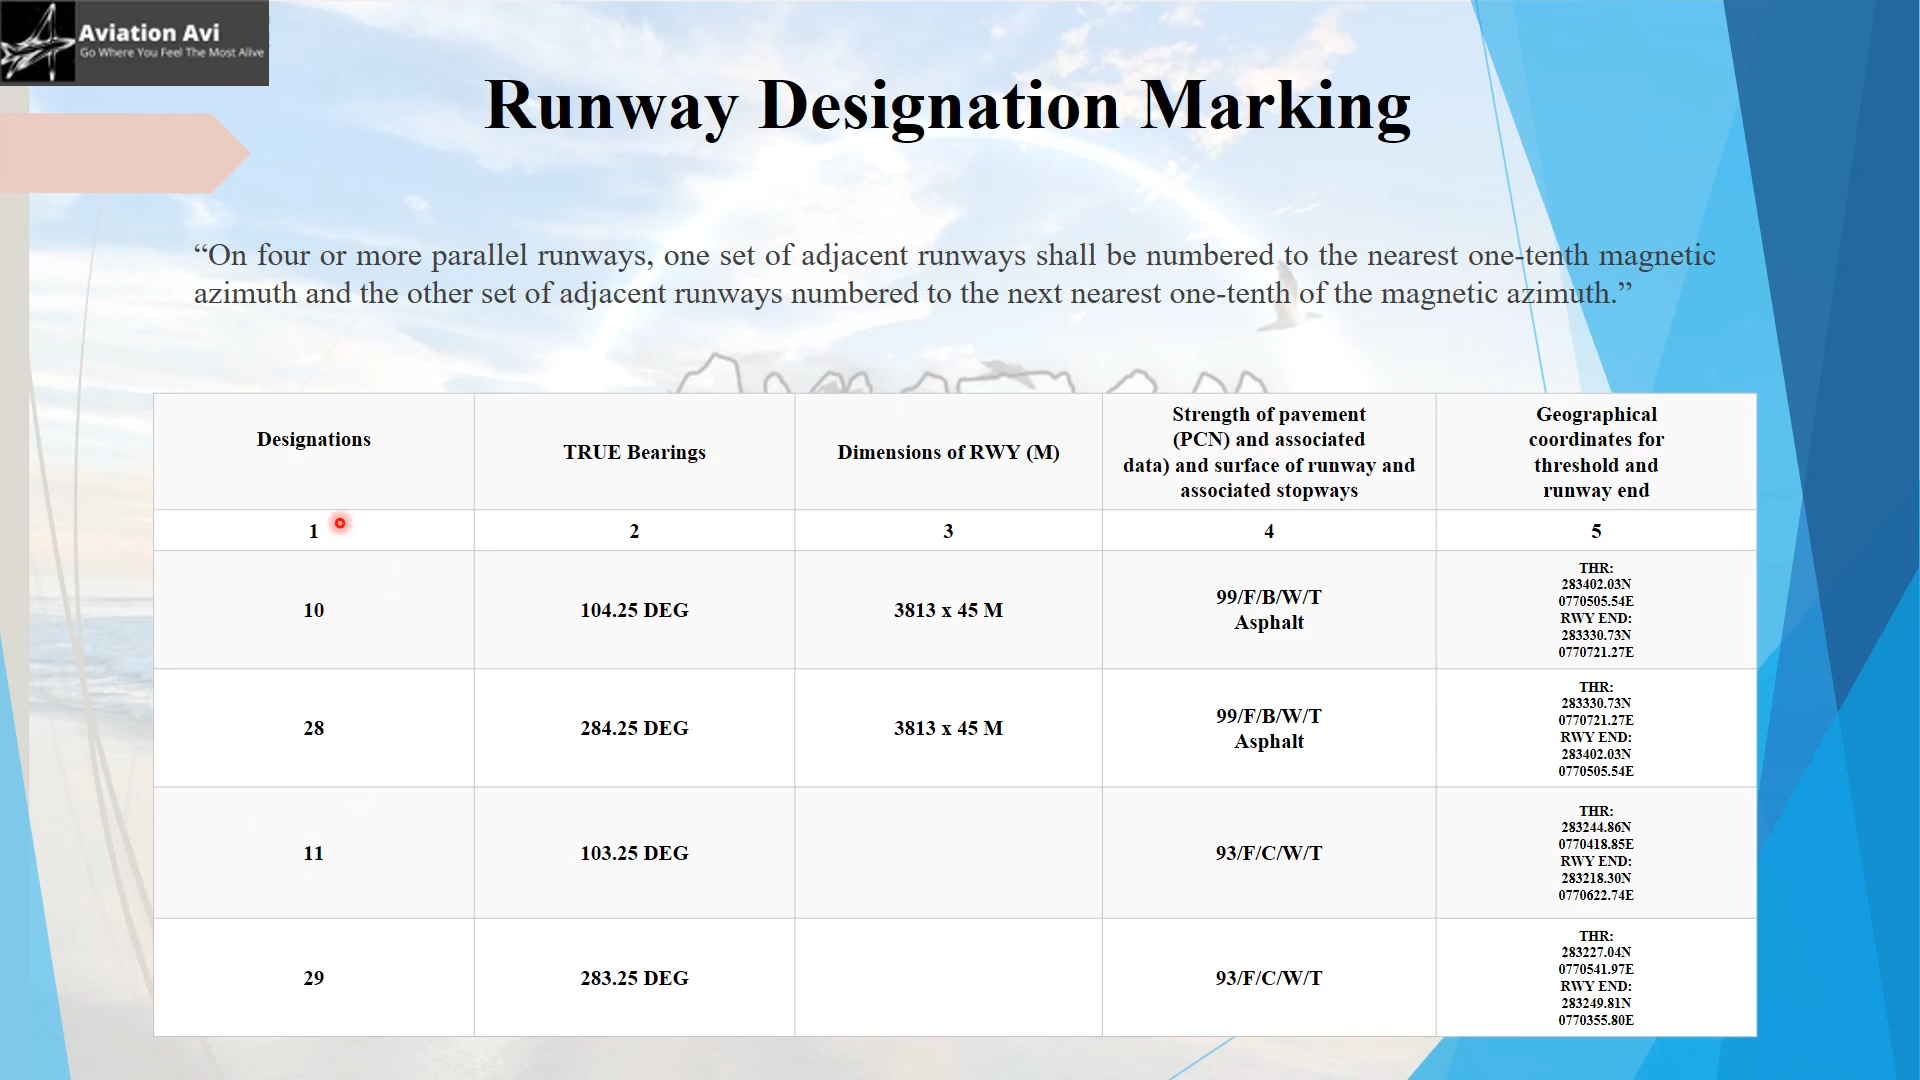 Aviation Avi
Go Where You Feel The Most Alive
Runway Designation Marking
“On four or more parallel runways, one set of adjacent runways shall be numbered to the nearest one-tenth magnetic
azimuth and the other set of adjacent runways numbered to the next nearest one-tenth of the magnetic azimuth.”
Designations
TRUE Bearings
Dimensions of RWY (M)
Strength of pavement
(PCN) and associated
data) and surface of runway and
associated stopways
Geographical
coordinates for
threshold and
runway end
1
2
3
4
5
10
104.25 DEG
3813 x 45 M
99/F/B/W/T
Asphalt
THR:
283402.03N
0770505.54E
RWY END:
283330.73N
0770721.27E
28
284.25 DEG
3813 x 45 M
99/F/B/W/T
Asphalt
THR:
283330.73N
0770721.27E
RWY END:
283402.03N
0770505.54E
11
103.25 DEG
93/F/C/W/T
THR:
283244.86N
0770418.85E
RWY END:
283218.30N
0770622.74E
29
283.25 DEG
93/F/C/W/T
THR:
283227.04N
0770541.97E
RWY END:
283249.81N
0770355.80E